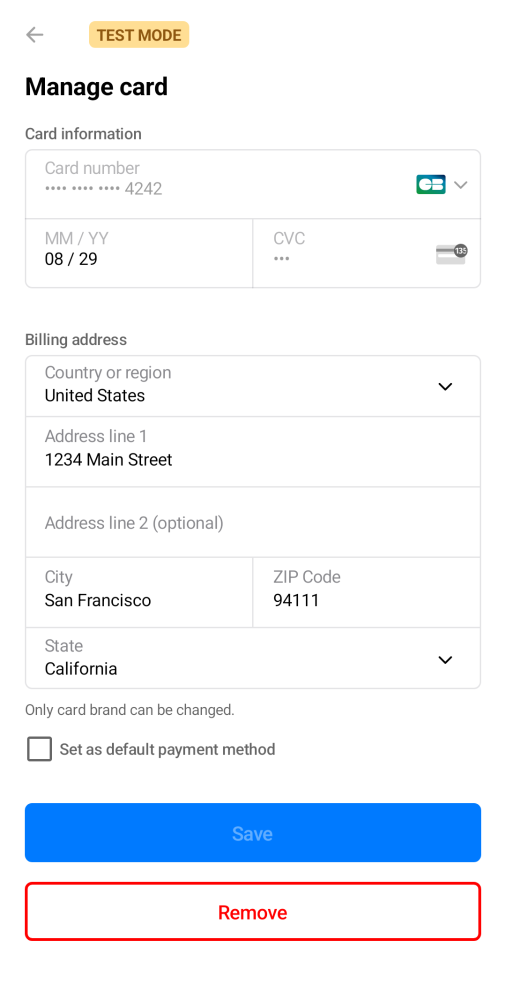 TEST MODE
Manage card
Card information
Card number
•••• •••• •••• 4242
CB
MM / YY
08 / 29
CVC
•••
135
Billing address
Country or region
United States
Address line 1
1234 Main Street
Address line 2 (optional)
City
San Francisco
ZIP Code
94111
State
California
Only card brand can be changed.
Set as default payment method
Save
Remove